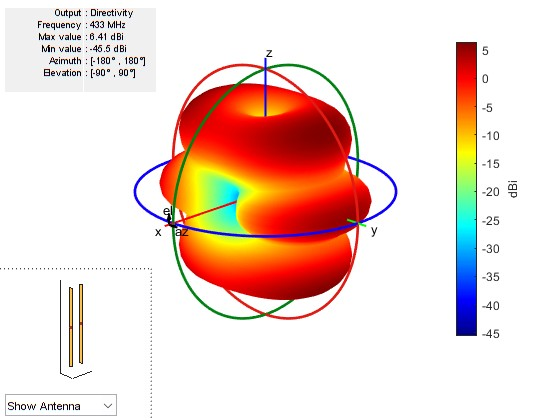 Output : Directivity
Frequency : 433 MHz
Max value : 6.41 dBi
Min value : -45.5 dBi
Azimuth : [-180° , 180°]
Elevation : [-90° , 90°]
z
el
x
az
y
5
0
-5
-10
-15
-20
-25
-30
-35
-40
-45
dBi
Show Antenna